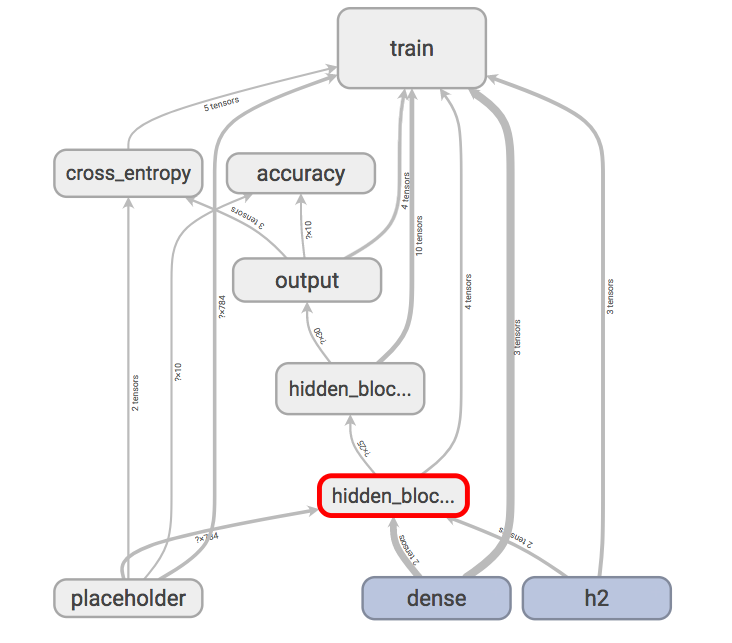 train
5 tensors
cross_entropy
accuracy
3 tensors
4 tensors
?×10
10 tensors
output
4 tensors
3 tensors
?×784
?×30
3 tensors
?×10
2 tensors
hidden_bloc...
?×25
hidden_bloc...
?×784
2 tensors
2 tensors
placeholder
dense
h2